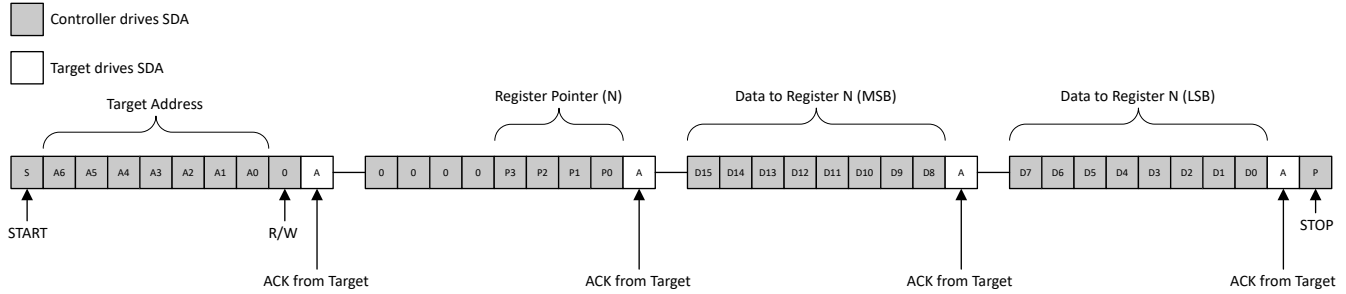 Controller drives SDA
Target drives SDA
Target Address
Register Pointer (N)
Data to Register N (MSB)
Data to Register N (LSB)
S A6 A5 A4 A3 A2 A1 A0 0 A 0 0 0 0 P3 P2 P1 P0 A D15 D14 D13 D12 D11 D10 D9 D8 A D7 D6 D5 D4 D3 D2 D1 D0 A P
START
R/W
STOP
ACK from Target
ACK from Target
ACK from Target
ACK from Target